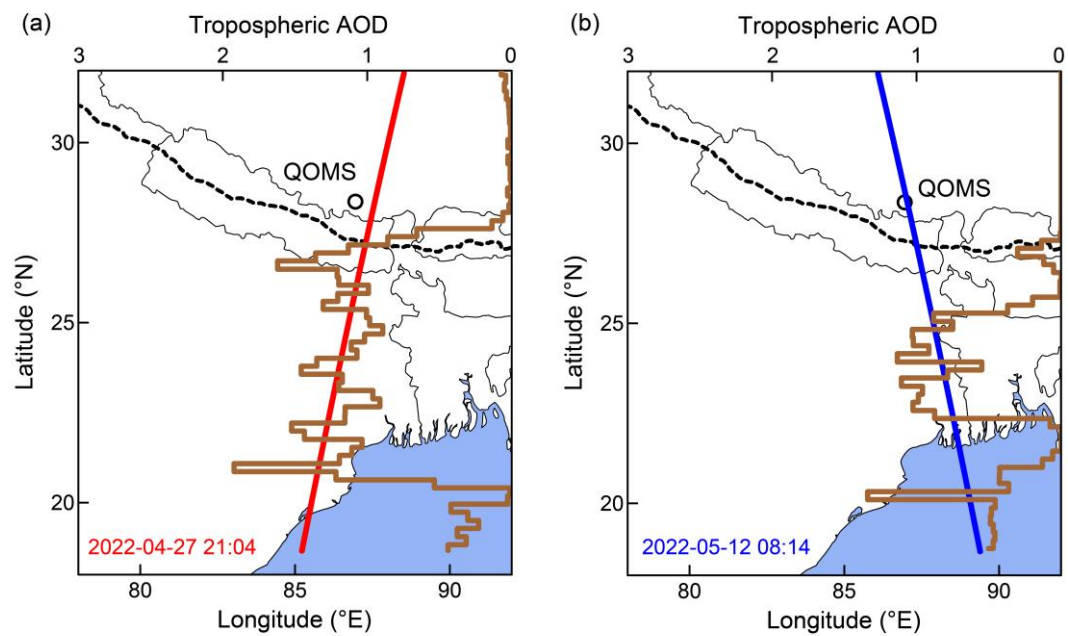 (a)
Tropospheric AOD
3 2 1 0
30
25
20
Latitude (°N)
QOMS
2022-04-27 21:04
80 85 90
Longitude (°E)
(b)
Tropospheric AOD
3 2 1 0
30
25
20
Latitude (°N)
QOMS
2022-05-12 08:14
80 85 90
Longitude (°E)